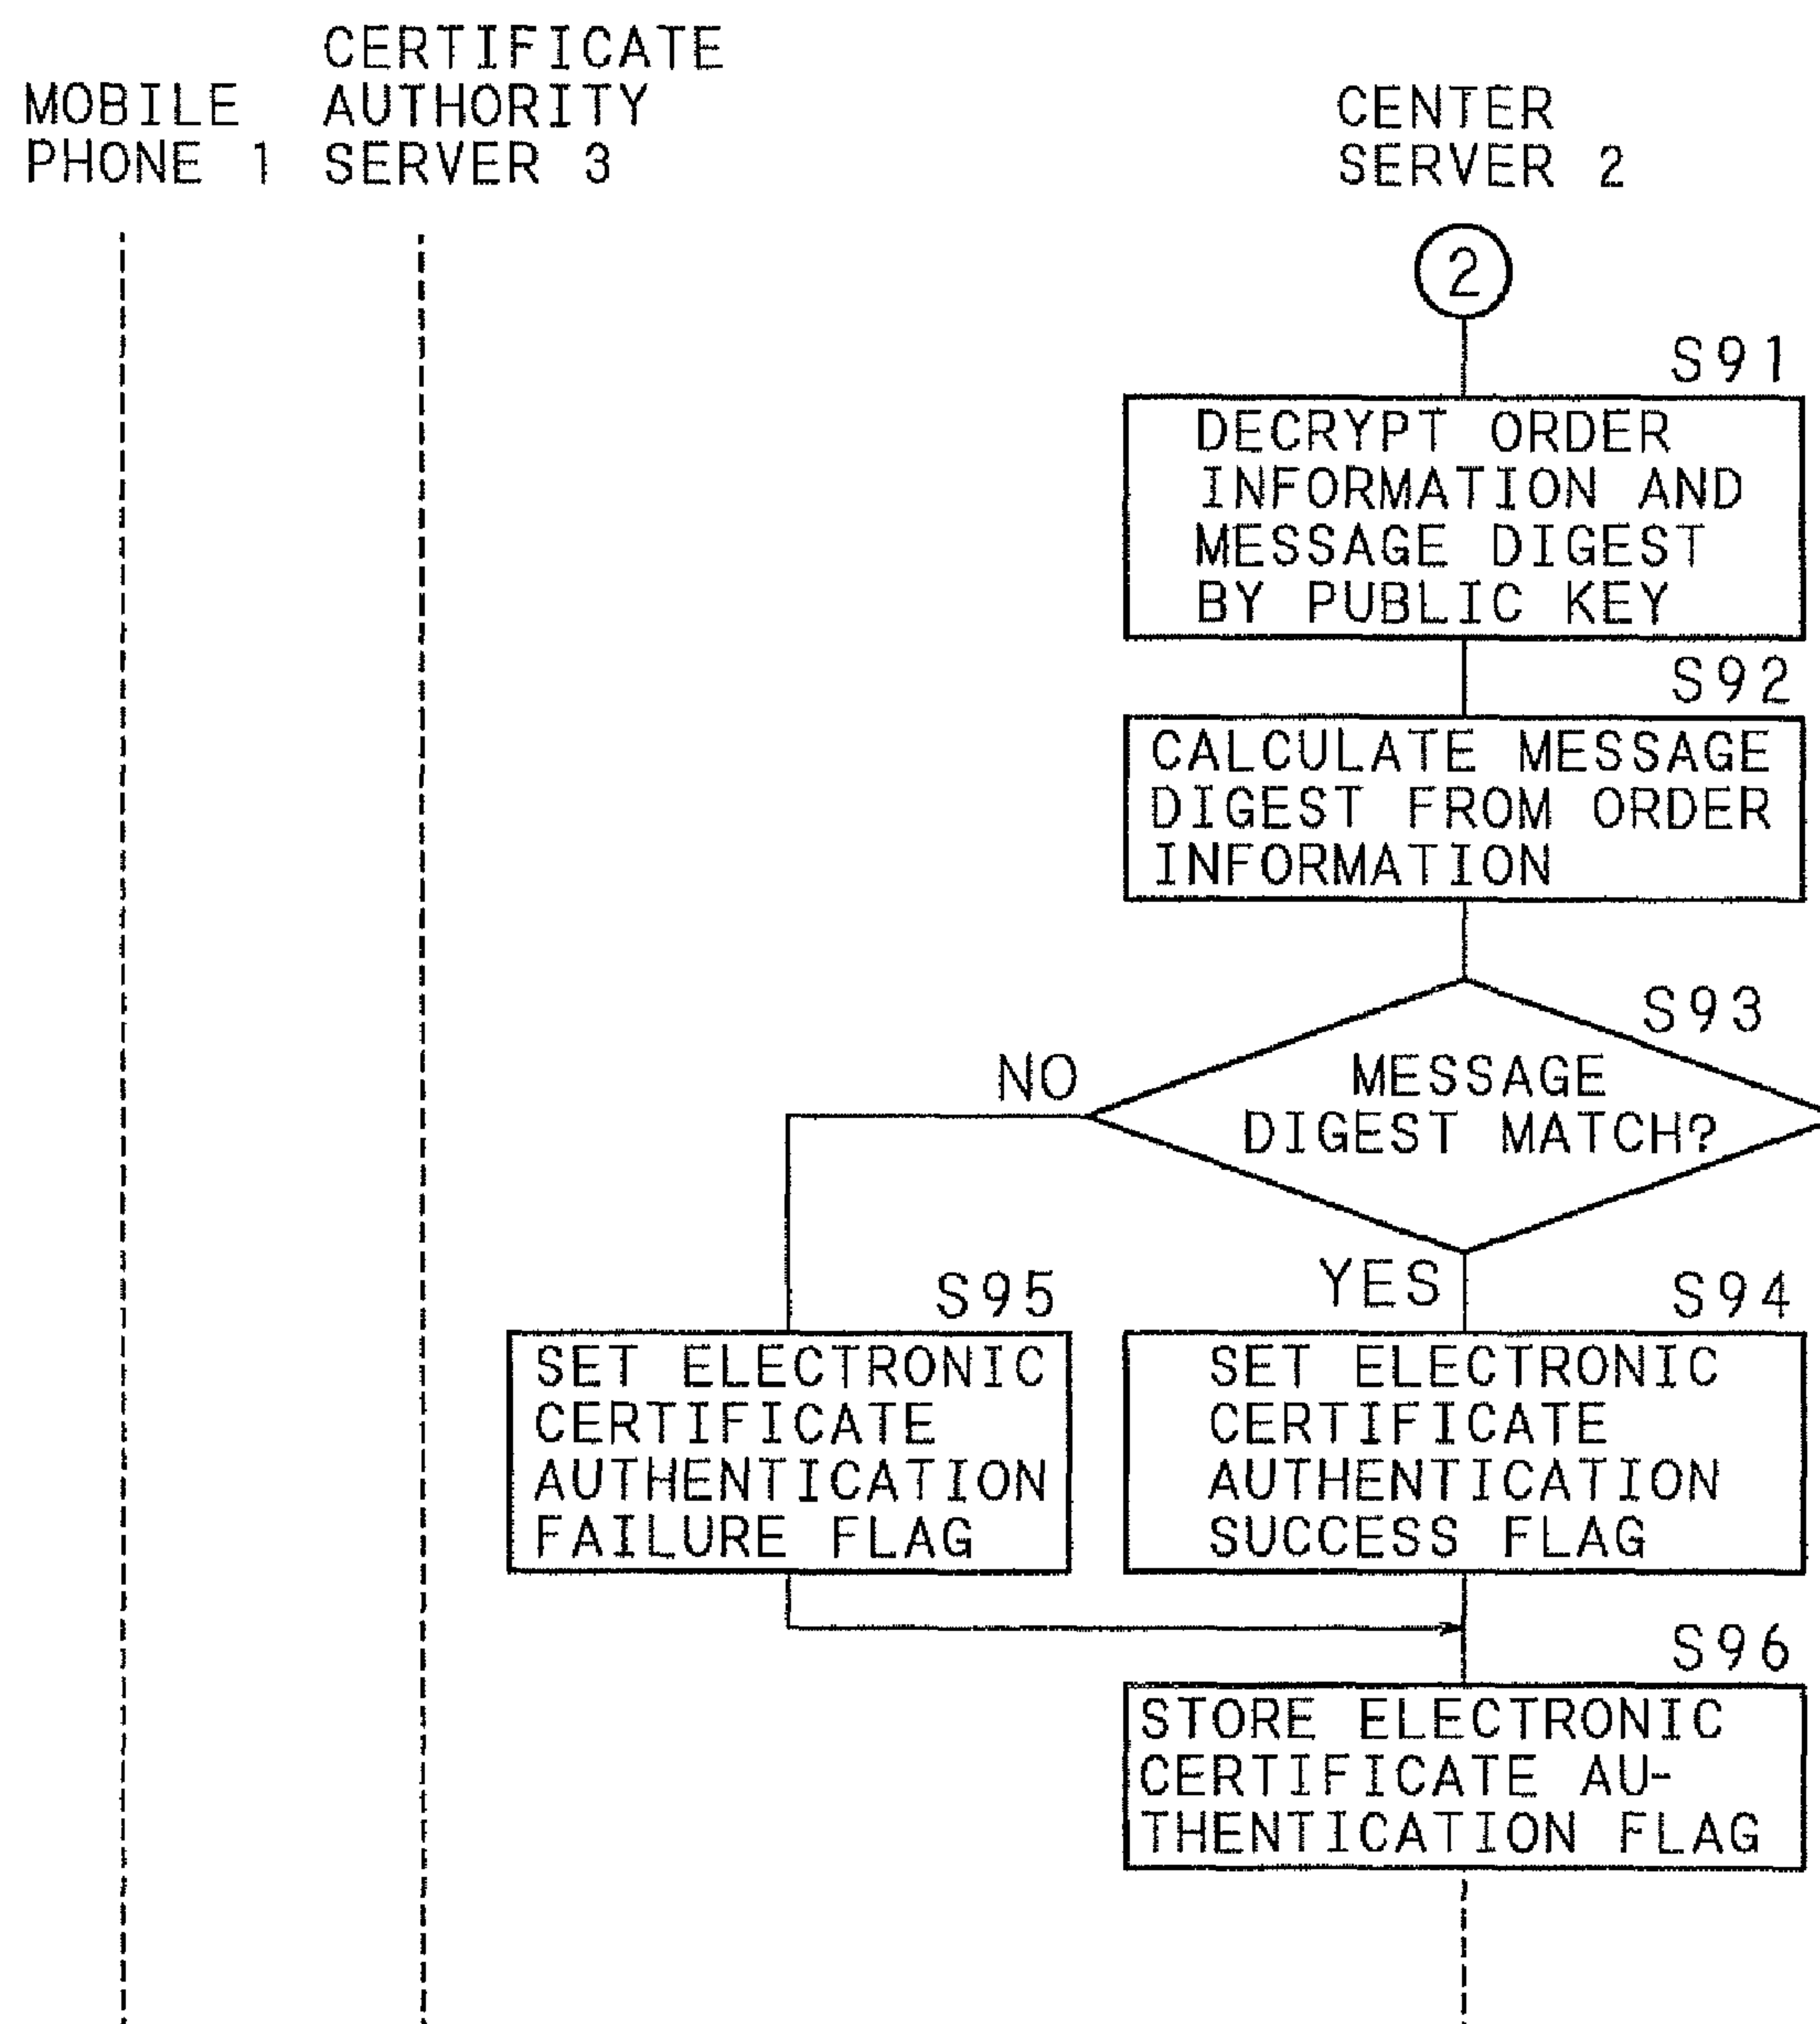 MOBILE
PHONE 1
CERTIFICATE
AUTHORITY
SERVER 3
CENTER
SERVER 2
2
S91
DECRYPT ORDER
INFORMATION AND
MESSAGE DIGEST
BY PUBLIC KEY
S92
CALCULATE MESSAGE
DIGEST FROM ORDER
INFORMATION
S93
MESSAGE
DIGEST MATCH?
NO
YES
S95
SET ELECTRONIC
CERTIFICATE
AUTHENTICATION
FAILURE FLAG
S94
SET ELECTRONIC
CERTIFICATE
AUTHENTICATION
SUCCESS FLAG
S96
STORE ELECTRONIC
CERTIFICATE AU-
THENTICATION FLAG